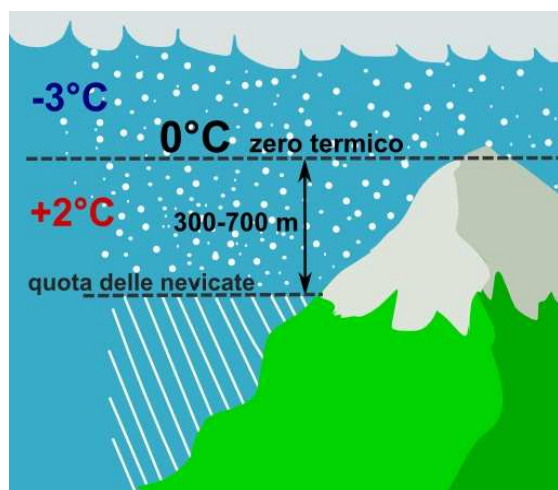 -3°C
0°C zero termico
+2°C
300-700 m
quota delle nevicate